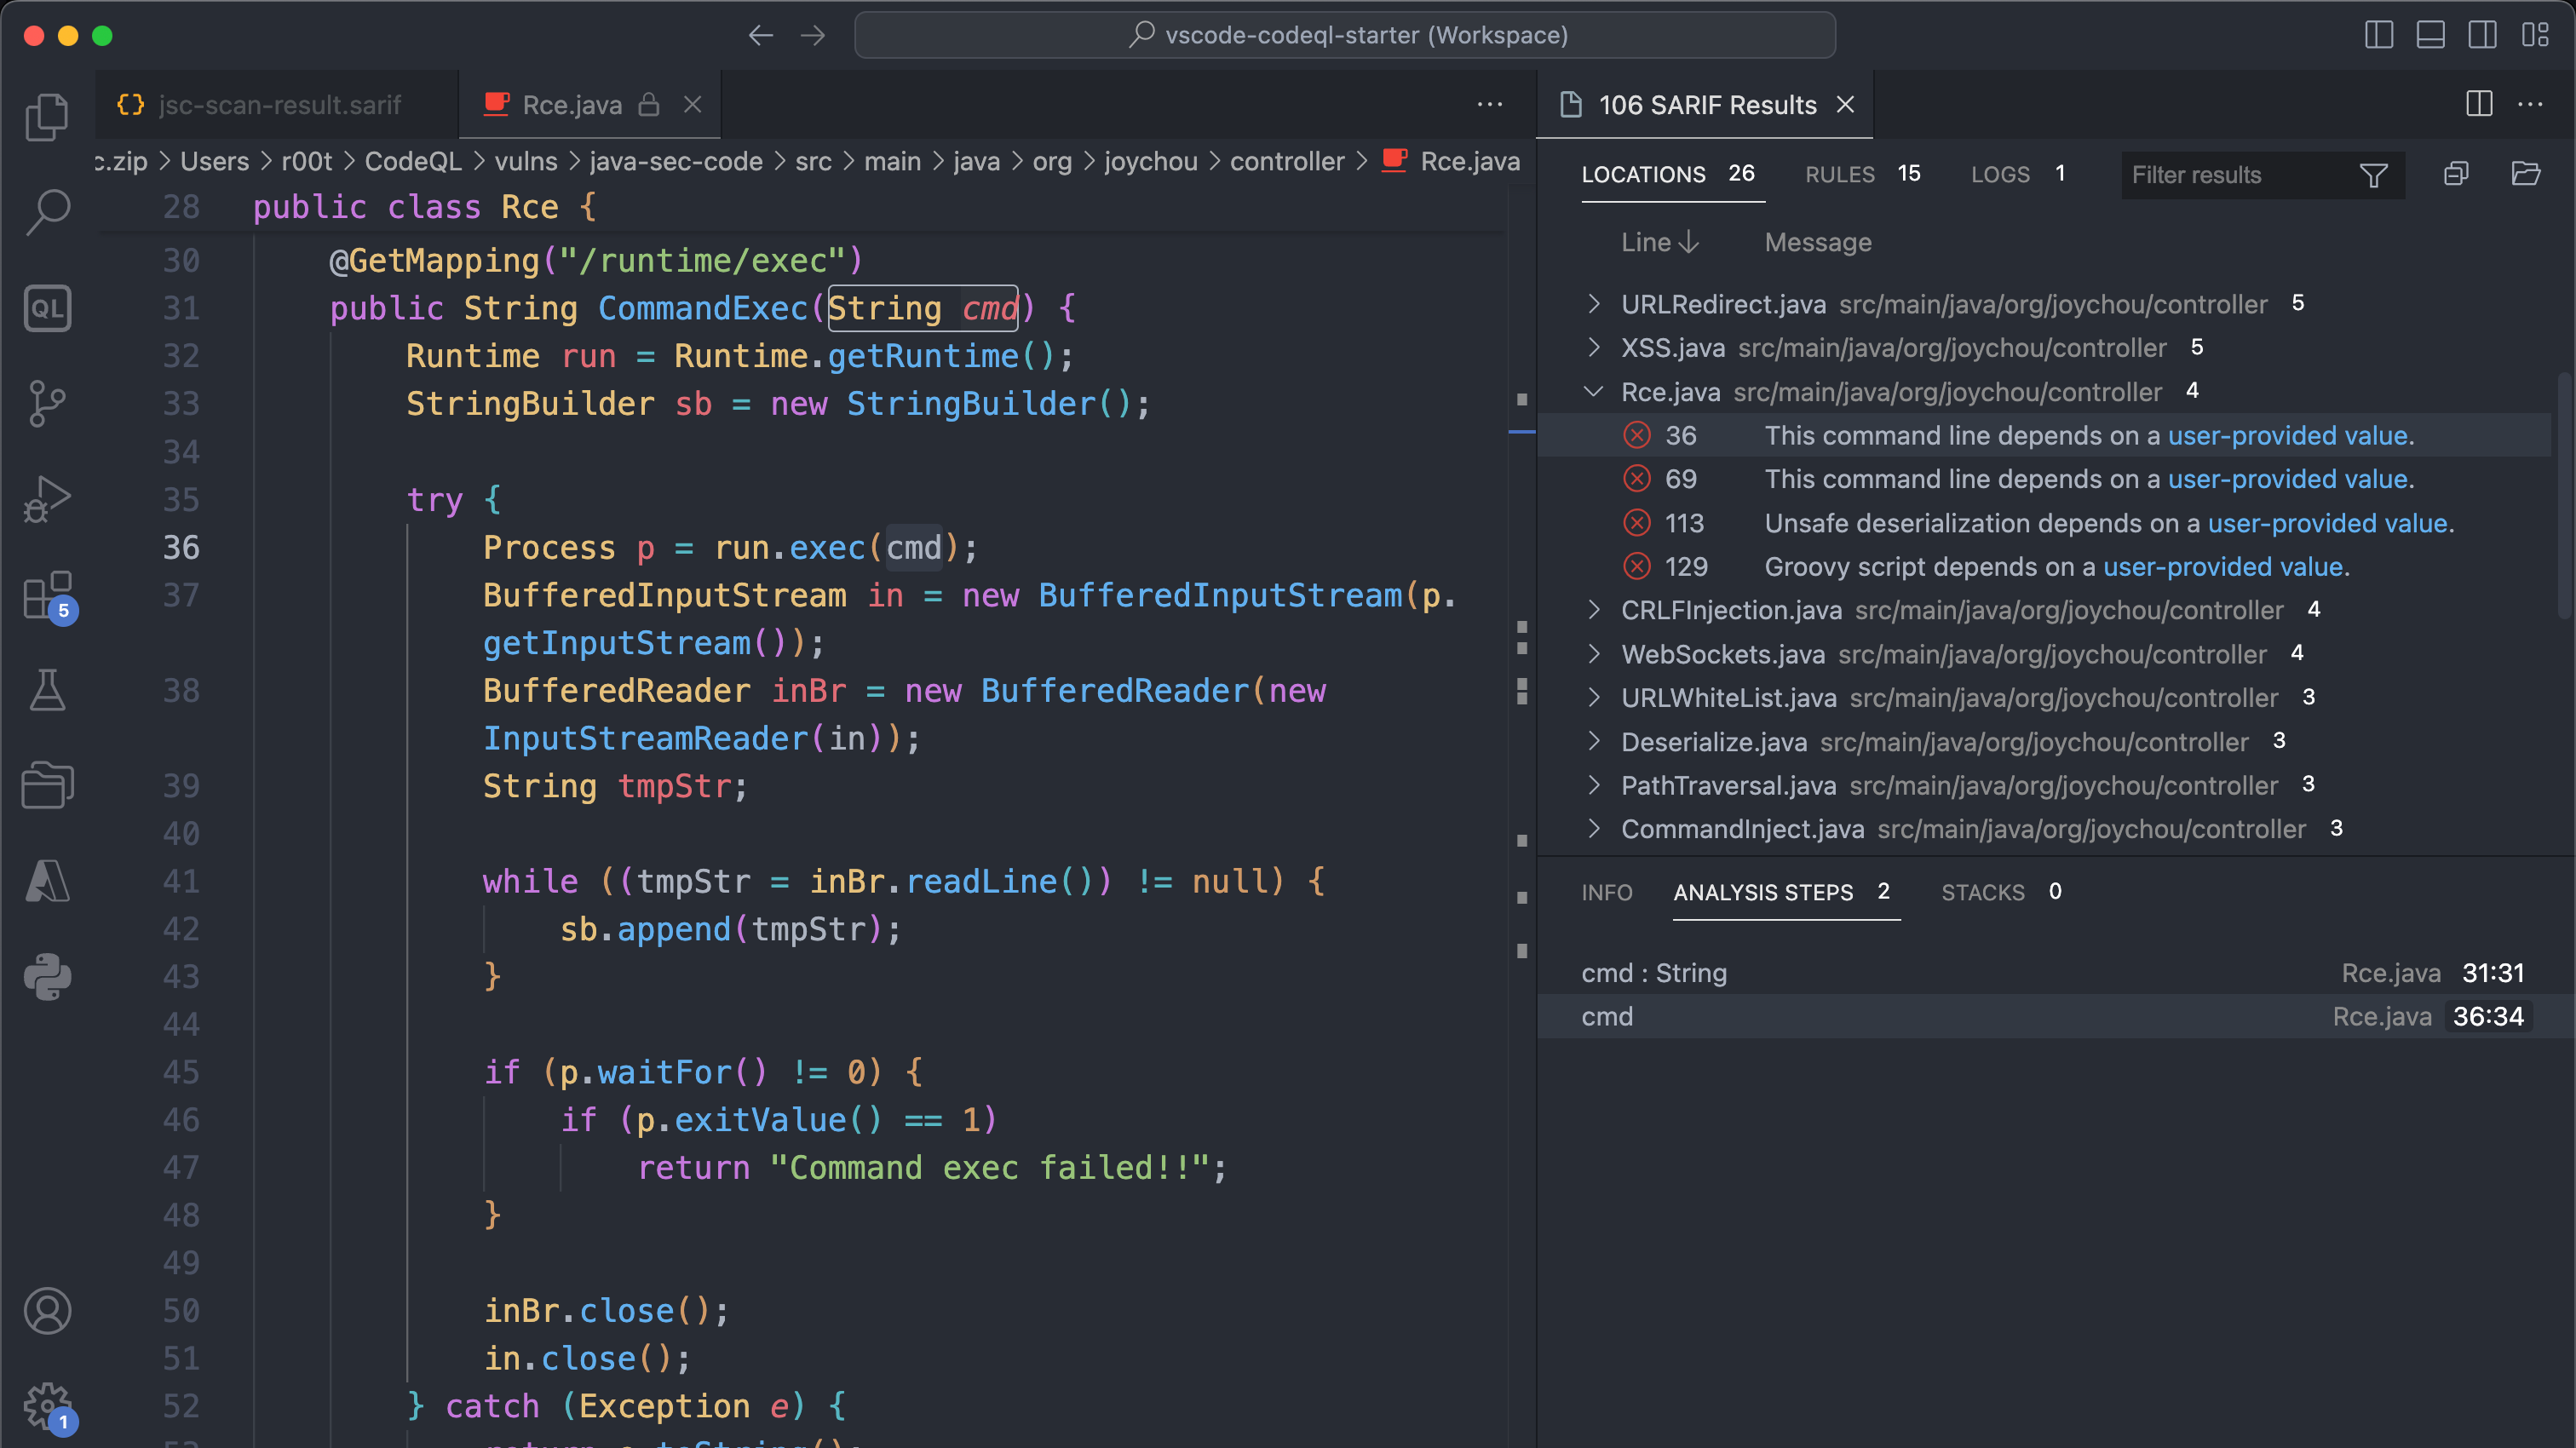 vscode-codeql-starter (Workspace)
{} jsc-scan-result.sarif
Rce.java
106 SARIF Results
c.zip > Users > r00t > CodeQL > vulns > java-sec-code > src > main > java > org > joychou > controller > Rce.java
28 public class Rce {
30 @GetMapping("/runtime/exec")
31 public String CommandExec(String cmd) {
32 Runtime run = Runtime.getRuntime();
33 StringBuilder sb = new StringBuilder();
34
35 try {
36 Process p = run.exec(cmd);
37 BufferedInputStream in = new BufferedInputStream(p.
getInputStream());
38 BufferedReader inBr = new BufferedReader(new
InputStreamReader(in));
39 String tmpStr;
40
41 while ((tmpStr = inBr.readLine()) != null) {
42 sb.append(tmpStr);
43 }
44
45 if (p.waitFor() != 0) {
46 if (p.exitValue() == 1)
47 return "Command exec failed!!";
48 }
49
50 inBr.close();
51 in.close();
52 } catch (Exception e) {
QL
5
1
LOCATIONS 26 RULES 15 LOGS 1 Filter results
Line Message
URLRedirect.java src/main/java/org/joychou/controller 5
XSS.java src/main/java/org/joychou/controller 5
Rce.java src/main/java/org/joychou/controller 4
36 This command line depends on a user-provided value.
69 This command line depends on a user-provided value.
113 Unsafe deserialization depends on a user-provided value.
129 Groovy script depends on a user-provided value.
CRLFInjection.java src/main/java/org/joychou/controller 4
WebSockets.java src/main/java/org/joychou/controller 4
URLWhiteList.java src/main/java/org/joychou/controller 3
Deserialize.java src/main/java/org/joychou/controller 3
PathTraversal.java src/main/java/org/joychou/controller 3
CommandInject.java src/main/java/org/joychou/controller 3
INFO ANALYSIS STEPS 2 STACKS 0
cmd : String Rce.java 31:31
cmd Rce.java 36:34